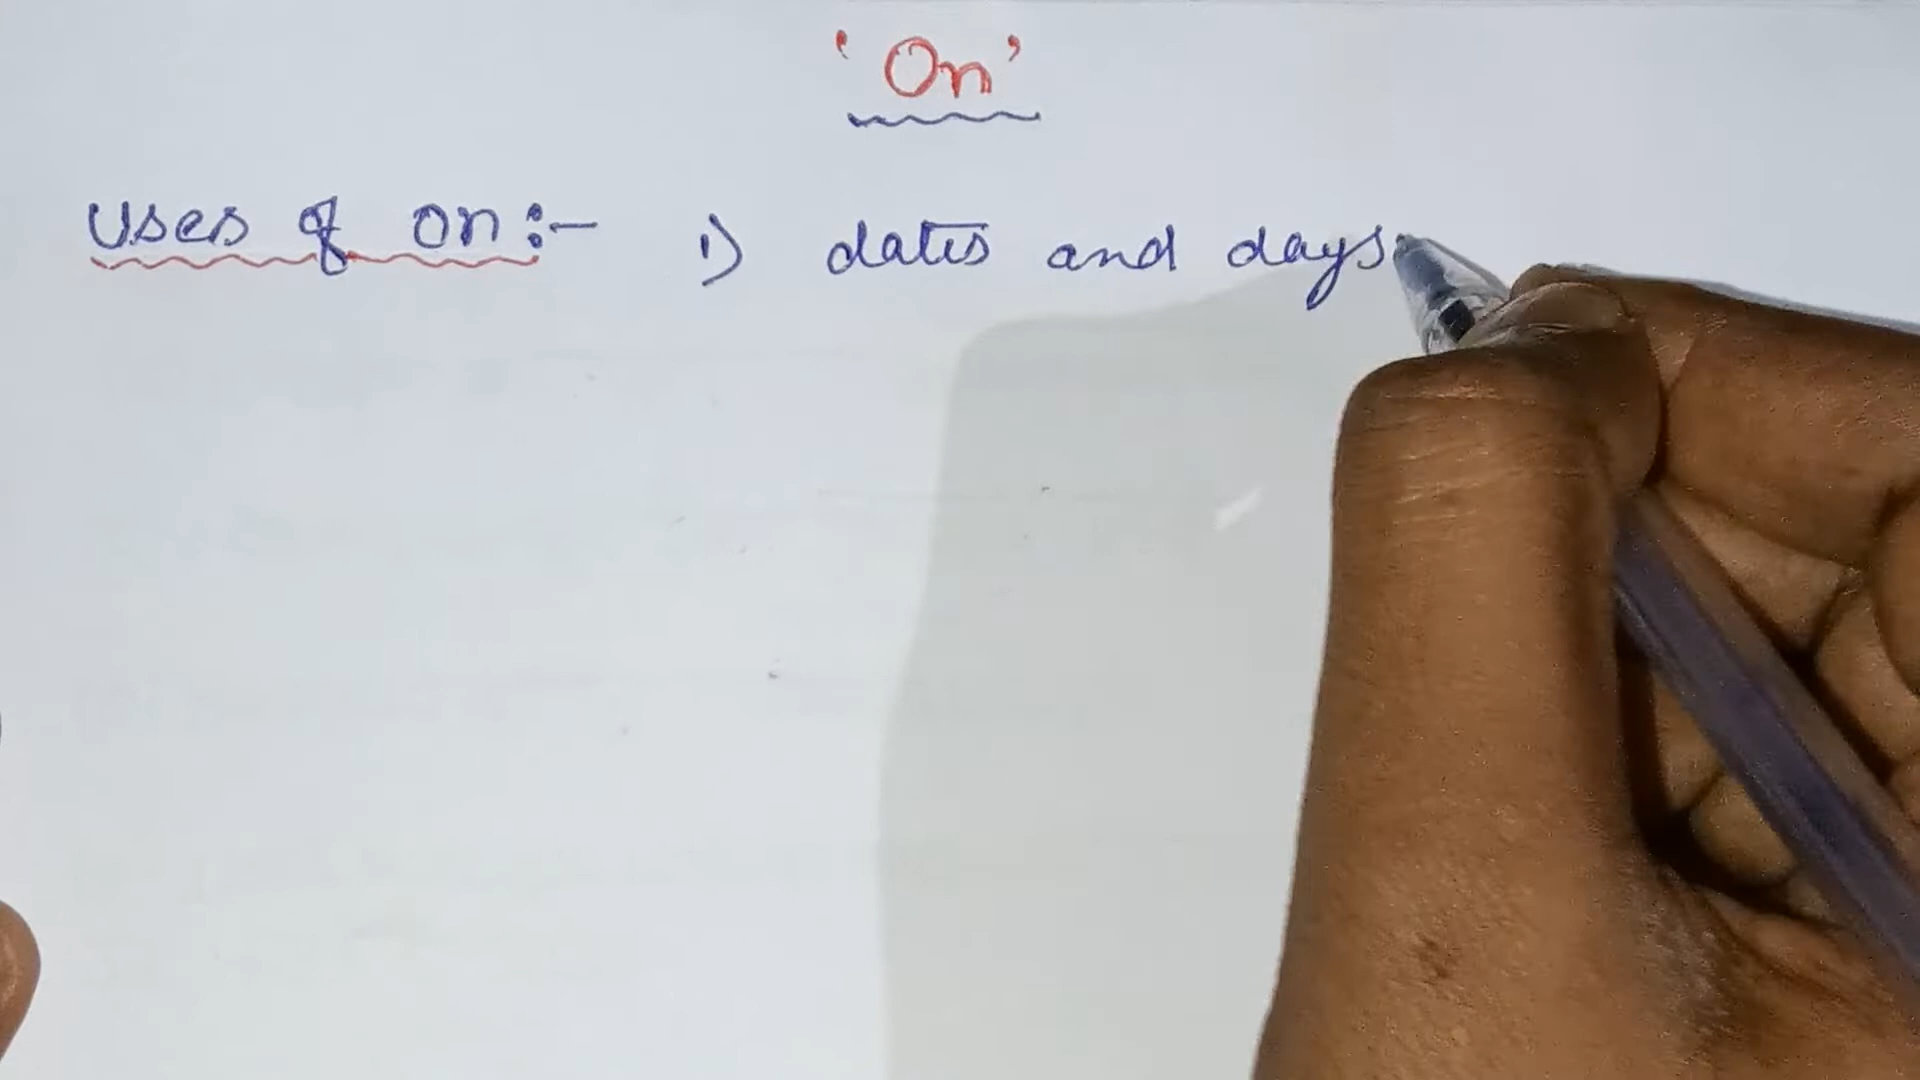 'On'
Uses of on:- 1) dates and days